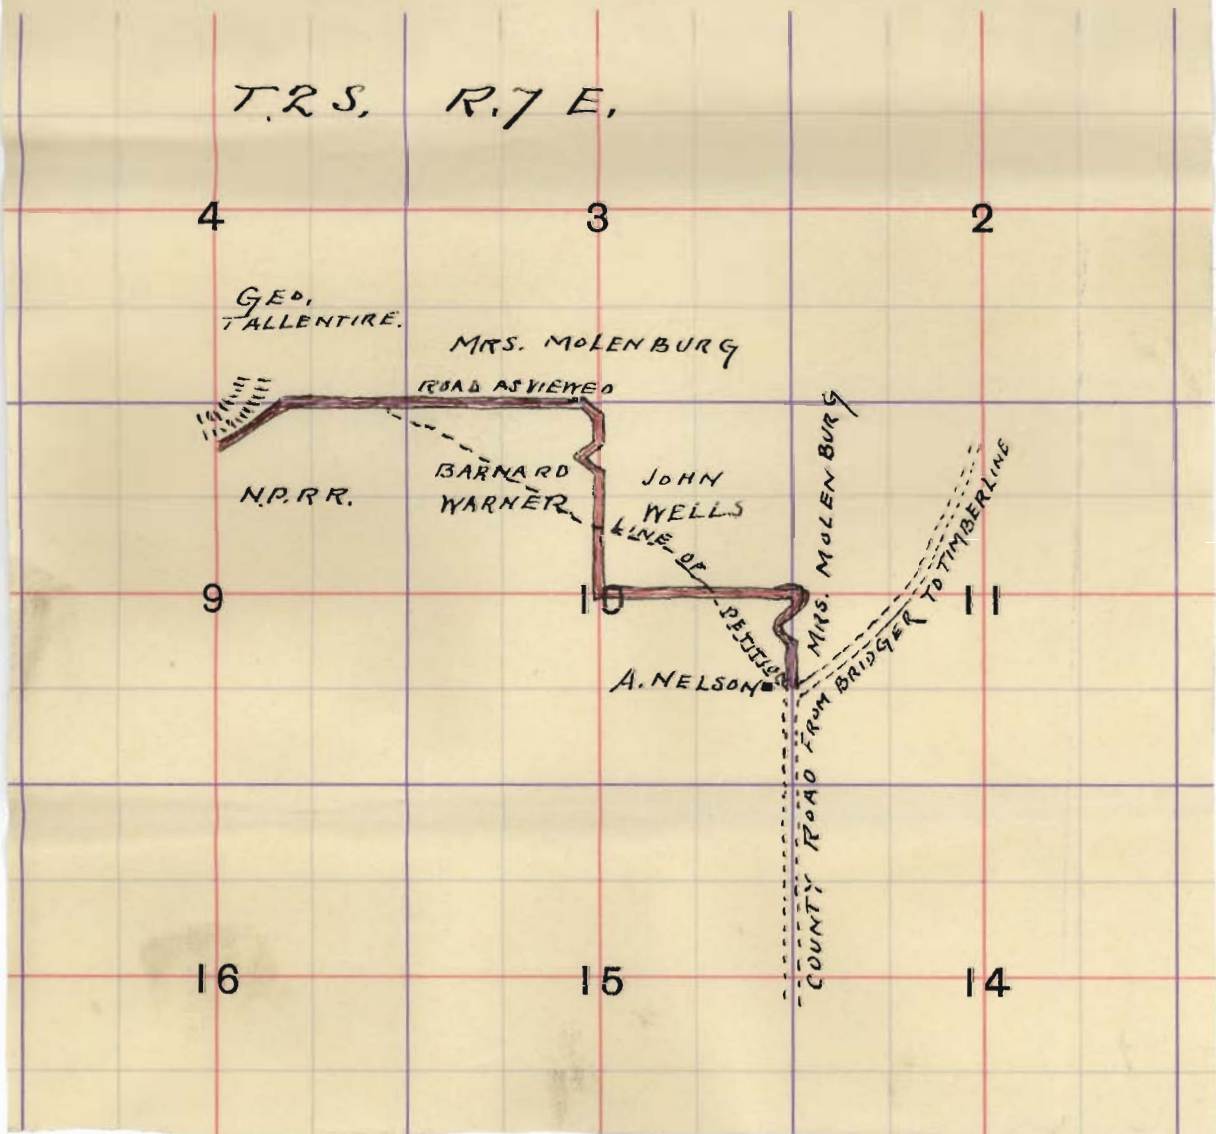 T.2 S. R.7 E.
4 3 2
GEO.
TALLENTIRE.
MRS. MOLENBURG
ROAD AS VIEWED
BARNARD
WARNER
N.P.R.R.
JOHN
WELLS
LINE OF PETITION
MRS. MOLENBURG
9 10 11
A. NELSON
COUNTY ROAD FROM BRIDGER TO TIMBERLINE
16 15 14